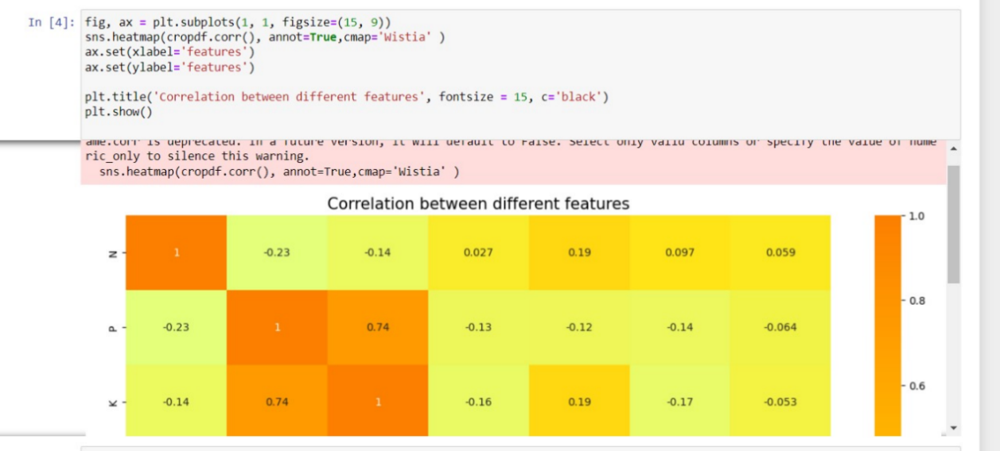 In [4]: fig, ax = plt.subplots(1, 1, figsize=(15, 9))
sns.heatmap(cropdf.corr(), annot=True,cmap='Wistia' )
ax.set(xlabel='features')
ax.set(ylabel='features')
plt.title('Correlation between different features', fontsize = 15, c='black')
plt.show()
ame.corr is deprecated. In a future version, it will default to False. Select only valid columns or specify the value of nume
ric_only to silence this warning.
sns.heatmap(cropdf.corr(), annot=True,cmap='Wistia' )
Correlation between different features
N 1 -0.23 -0.14 0.027 0.19 0.097 0.059
P -0.23 1 0.74 -0.13 -0.12 -0.14 -0.064
K -0.14 0.74 1 -0.16 0.19 -0.17 -0.053
1.0
0.8
0.6